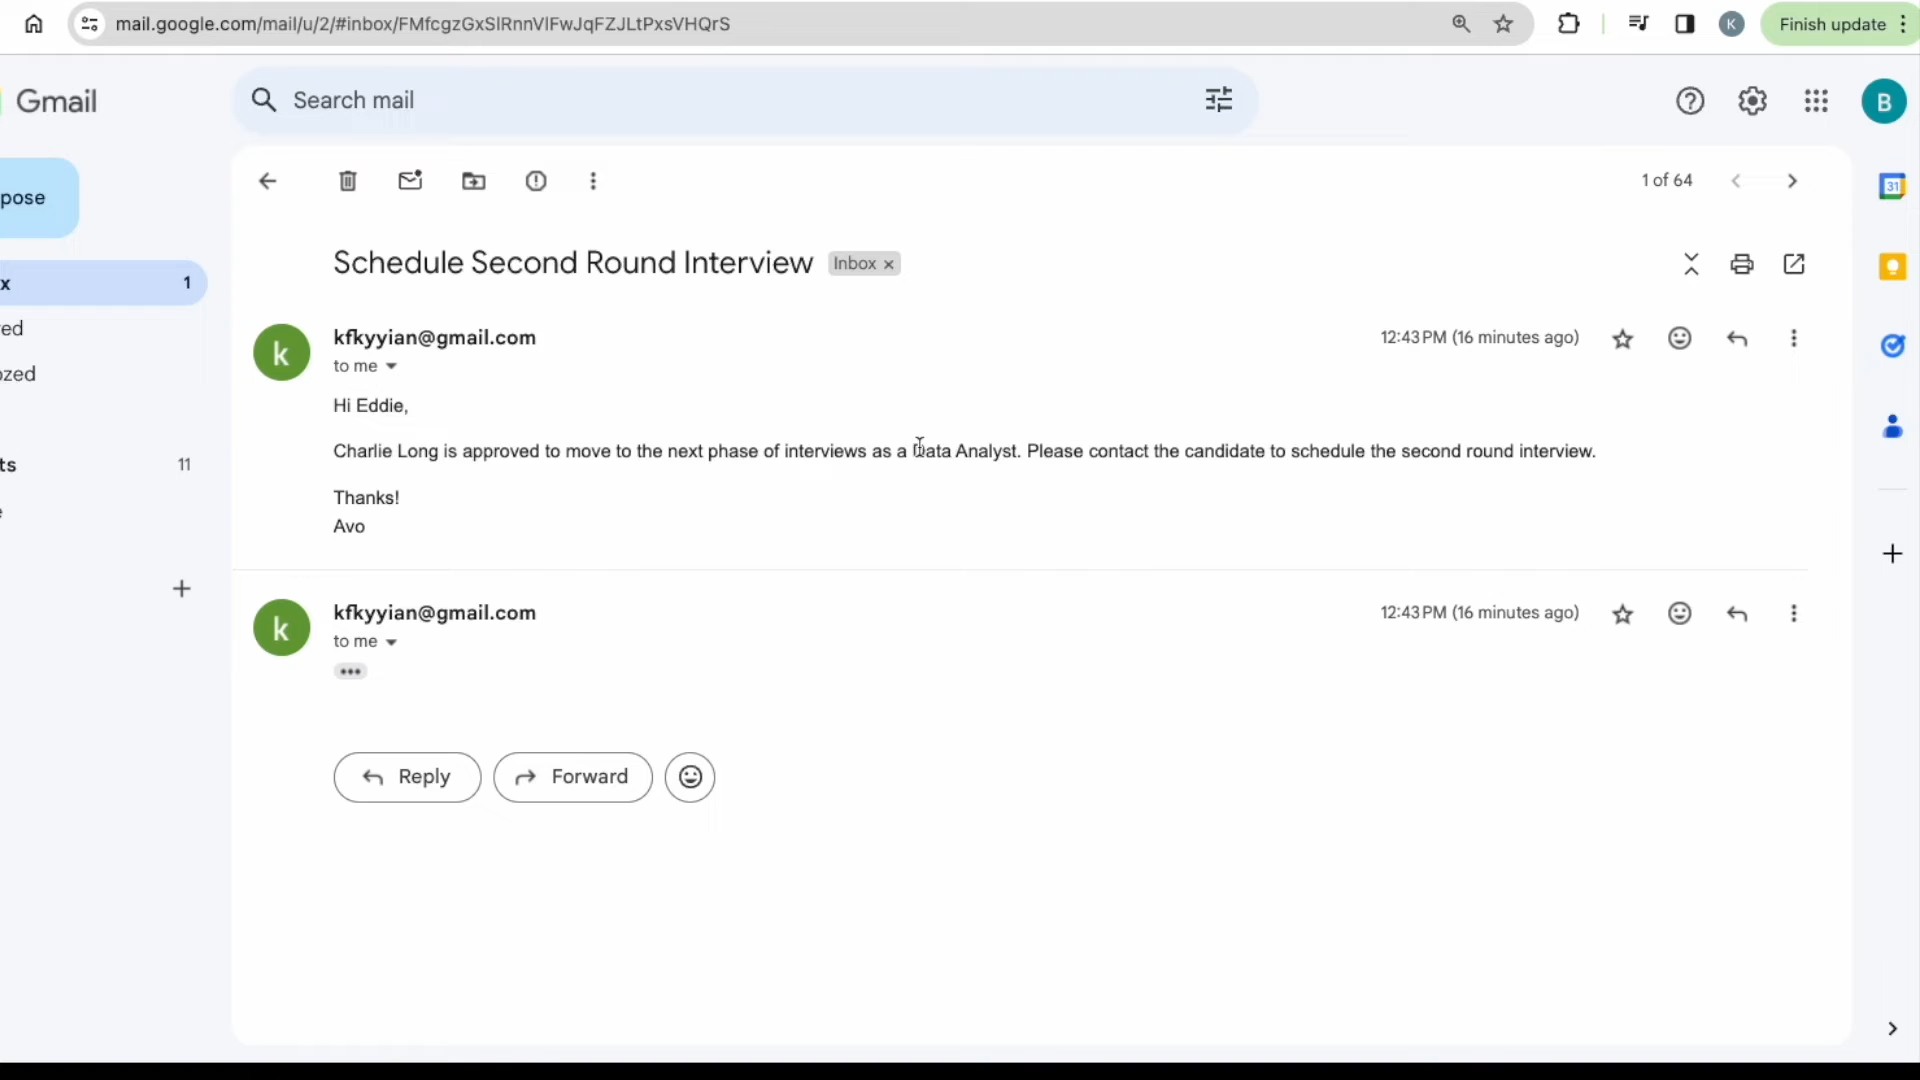 mail.google.com/mail/u/2/#inbox/FMfcgzGxSlRnnVlFwJqFZJLtPxsVHQrS
K
Finish update
Gmail
Search mail
B
pose
1 of 64
31
Schedule Second Round Interview Inbox ×
x 1
k
kfkyyian@gmail.com 12:43 PM (16 minutes ago)
ed
to me
ozed
Hi Eddie,
Charlie Long is approved to move to the next phase of interviews as a Data Analyst. Please contact the candidate to schedule the second round interview.
ts 11
Thanks!
e
Avo
+
k
kfkyyian@gmail.com 12:43 PM (16 minutes ago)
to me
Reply Forward